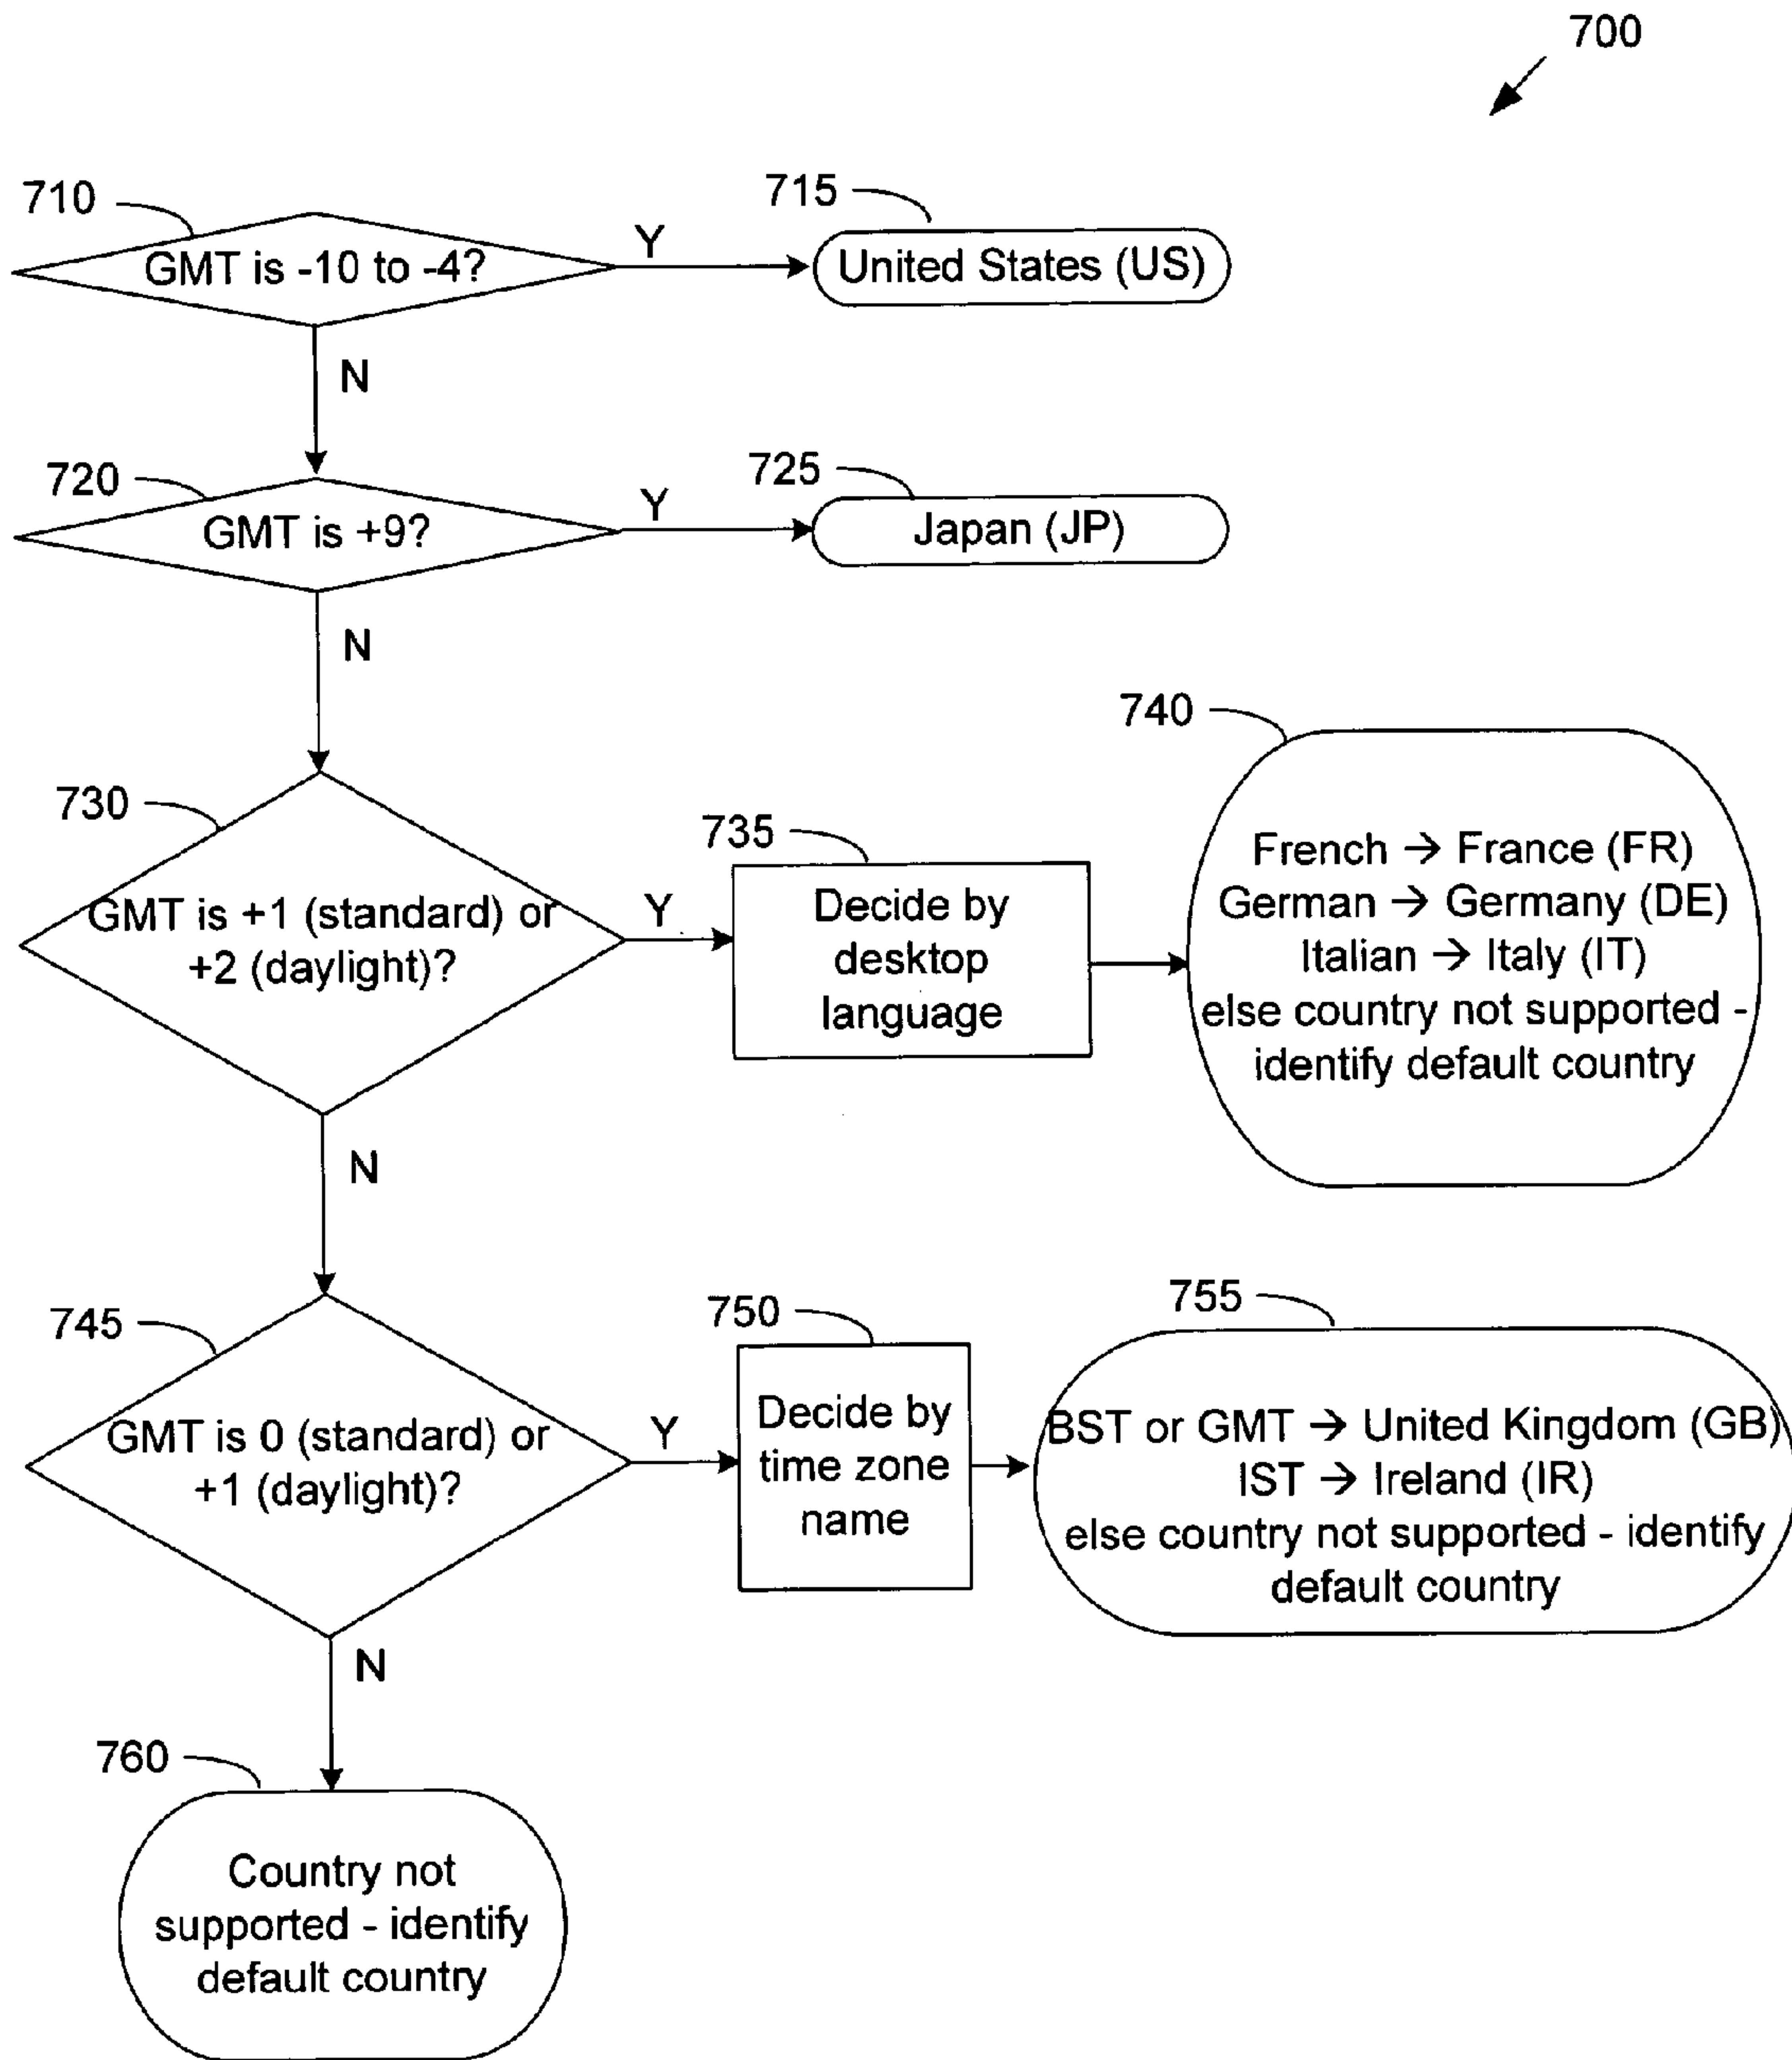 700
710
GMT is -10 to -4?
Y
715
United States (US)
N
720
GMT is +9?
Y
725
Japan (JP)
N
730
GMT is +1 (standard) or
+2 (daylight)?
Y
735
Decide by
desktop
language
740
French → France (FR)
German → Germany (DE)
Italian → Italy (IT)
else country not supported -
identify default country
N
745
GMT is 0 (standard) or
+1 (daylight)?
Y
750
Decide by
time zone
name
755
BST or GMT → United Kingdom (GB)
IST → Ireland (IR)
else country not supported - identify
default country
N
760
Country not
supported - identify
default country